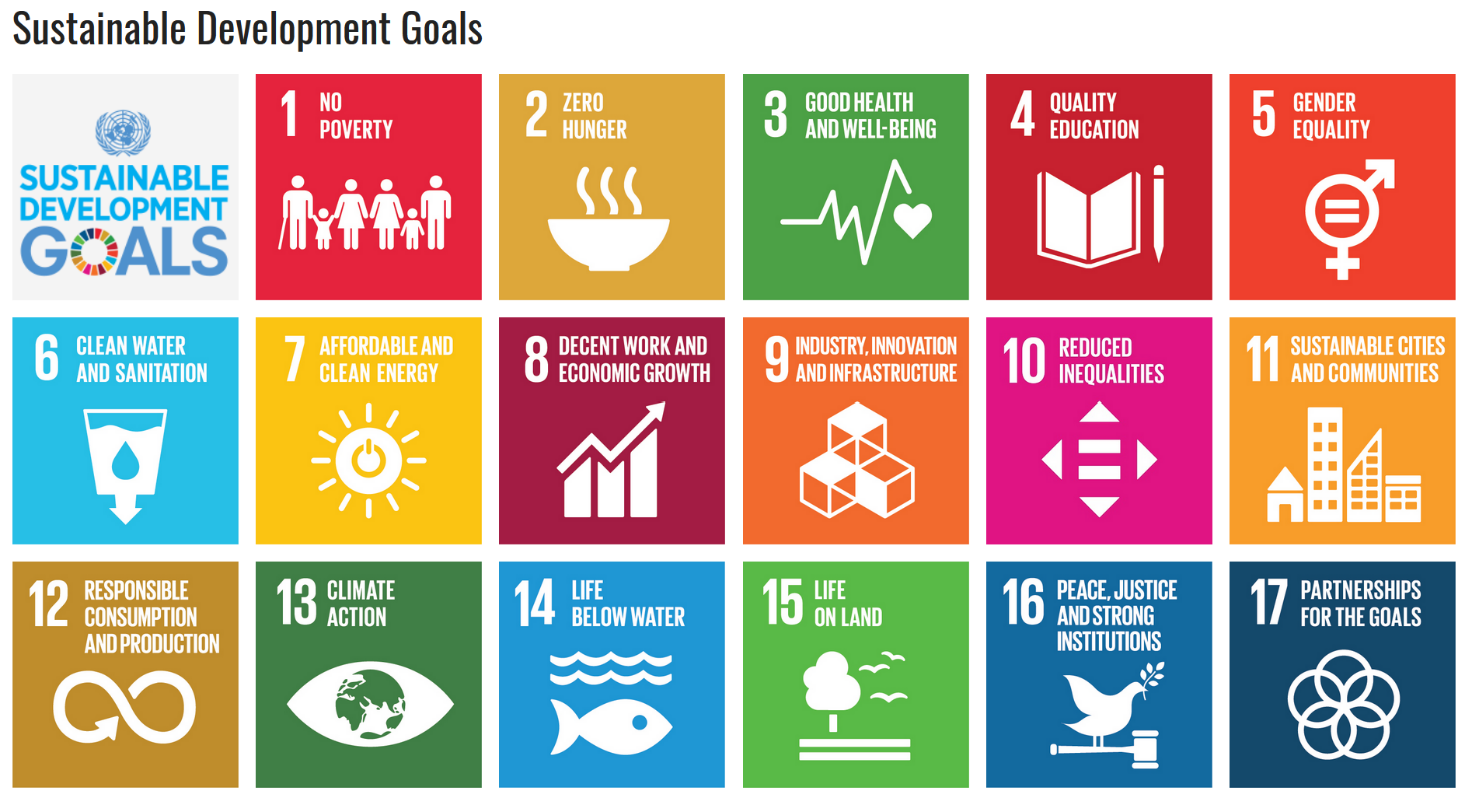 Sustainable Development Goals
SUSTAINABLE
DEVELOPMENT
GOALS
1 NO
POVERTY
2 ZERO
HUNGER
3 GOOD HEALTH
AND WELL-BEING
4 QUALITY
EDUCATION
5 GENDER
EQUALITY
6 CLEAN WATER
AND SANITATION
7 AFFORDABLE AND
CLEAN ENERGY
8 DECENT WORK AND
ECONOMIC GROWTH
9 INDUSTRY, INNOVATION
AND INFRASTRUCTURE
10 REDUCED
INEQUALITIES
11 SUSTAINABLE CITIES
AND COMMUNITIES
12 RESPONSIBLE
CONSUMPTION
AND PRODUCTION
13 CLIMATE
ACTION
14 LIFE
BELOW WATER
15 LIFE
ON LAND
16 PEACE, JUSTICE
AND STRONG
INSTITUTIONS
17 PARTNERSHIPS
FOR THE GOALS